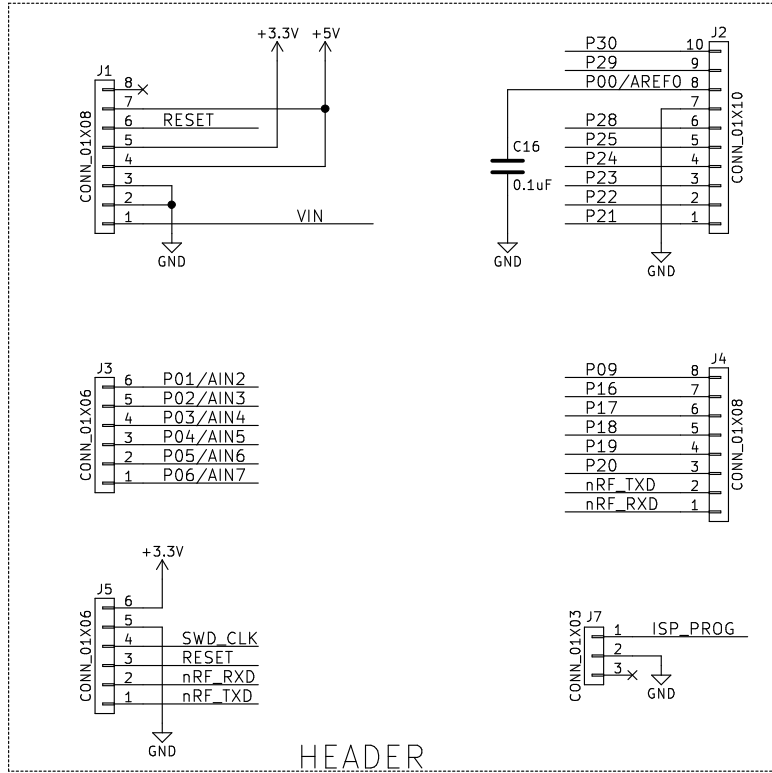 +3.3V
+5V
J1
CONN_01X08
8
7
6 RESET
5
4
3
2
1 VIN
GND
J2
CONN_01X10
P30 10
P29 9
P00/AREF0 8
7
P28 6
P25 5
P24 4
P23 3
P22 2
P21 1
C16
0.1uF
GND
GND
J3
CONN_01X06
6 P01/AIN2
5 P02/AIN3
4 P03/AIN4
3 P04/AIN5
2 P05/AIN6
1 P06/AIN7
J4
CONN_01X08
P09 8
P16 7
P17 6
P18 5
P19 4
P20 3
nRF_TXD 2
nRF_RXD 1
+3.3V
J5
CONN_01X06
6
5
4 SWD_CLK
3 RESET
2 nRF_RXD
1 nRF_TXD
GND
J7
CONN_01X03
1 ISP_PROG
2
3
GND
HEADER